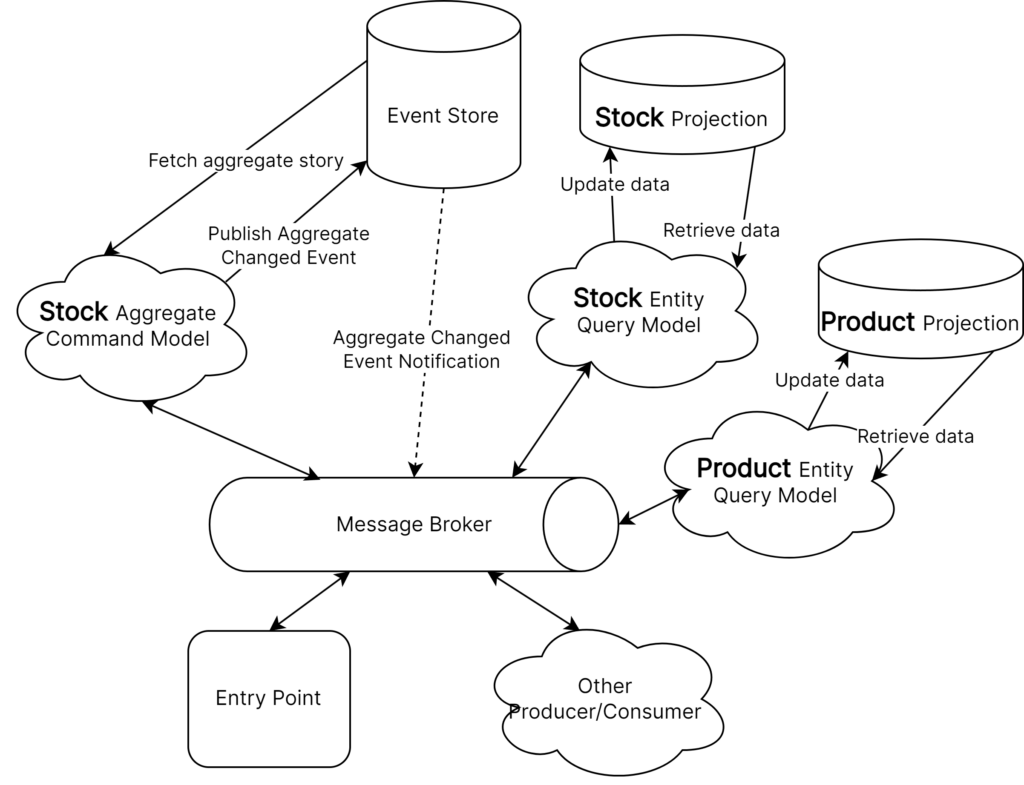 Event Store
Stock Projection
Fetch aggregate story
Update data
Publish Aggregate
Changed Event
Retrieve data
Stock Aggregate
Command Model
Stock Entity
Query Model
Product Projection
Aggregate Changed
Event Notification
Update data
Retrieve data
Product Entity
Query Model
Message Broker
Entry Point
Other
Producer/Consumer